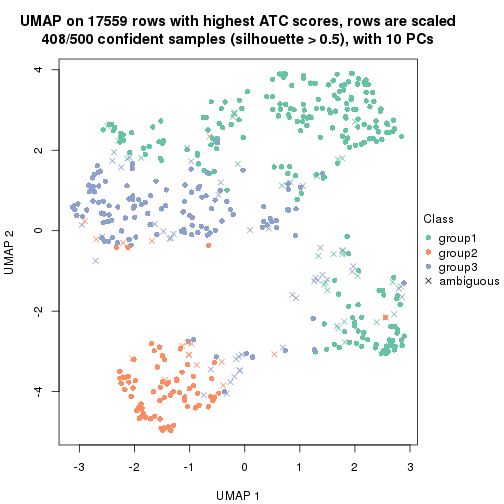 UMAP on 17559 rows with highest ATC scores, rows are scaled
408/500 confident samples (silhouette > 0.5), with 10 PCs
4
2
0
-2
-4
UMAP 2
-3
-2
-1
0
1
2
3
UMAP 1
Class
group1
group2
group3
ambiguous